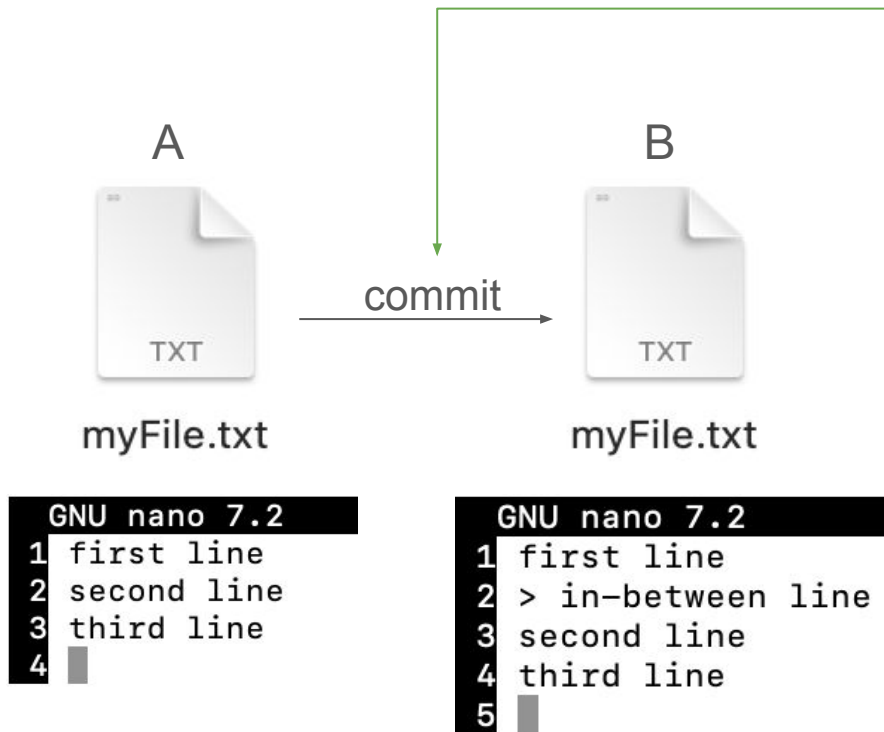 A
B
TXT
commit
TXT
myFile.txt
myFile.txt
GNU nano 7.2
1 first line
2 second line
3 third line
4
GNU nano 7.2
1 first line
2 > in-between line
3 second line
4 third line
5